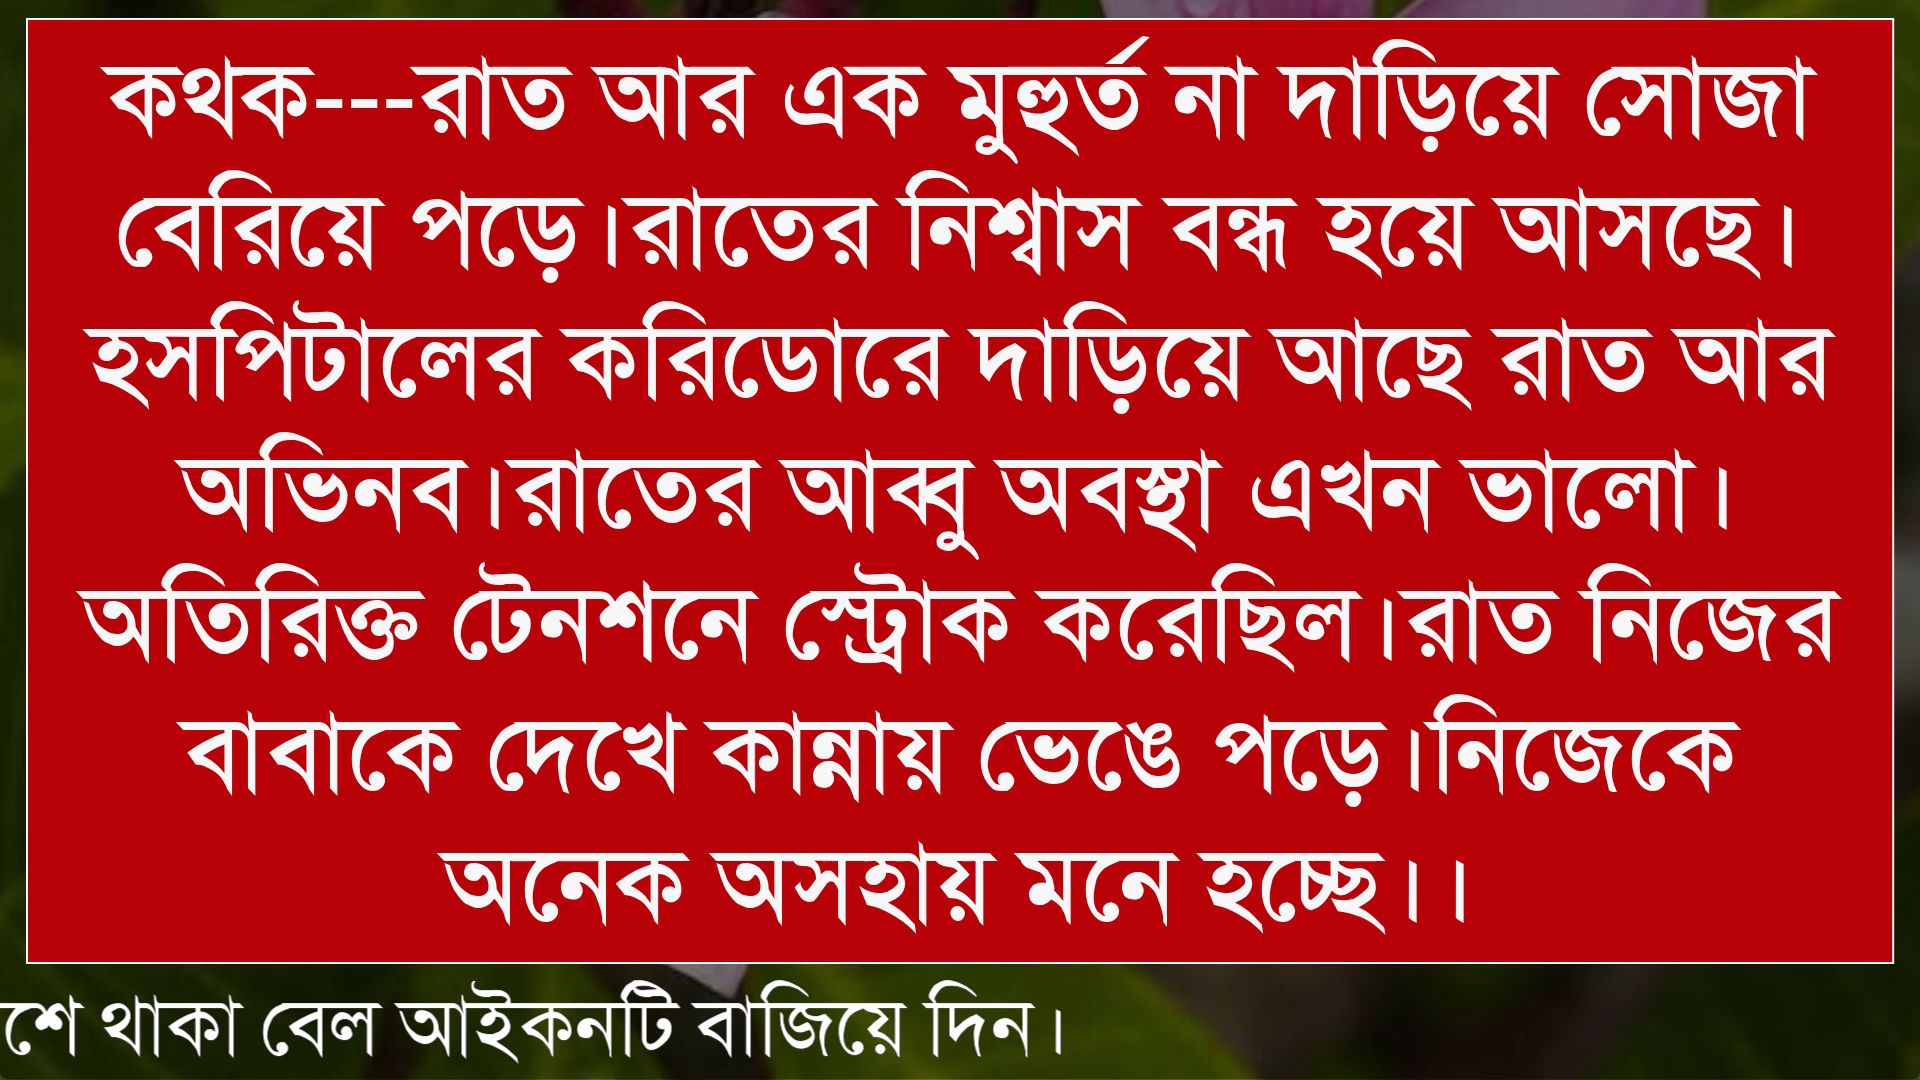 কথক---রাত আর এক মুহুর্ত না দাড়িয়ে সোজা
বেরিয়ে পড়ে।রাতের নিশ্বাস বন্ধ হয়ে আসছে।
হসপিটালের করিডোরে দাড়িয়ে আছে রাত আর
অভিনব।রাতের আব্বু অবস্থা এখন ভালো।
অতিরিক্ত টেনশনে স্ট্রোক করেছিল।রাত নিজের
বাবাকে দেখে কান্নায় ভেঙে পড়ে।নিজেকে
অনেক অসহায় মনে হচ্ছে।।
শে থাকা বেল আইকনটি বাজিয়ে দিন।